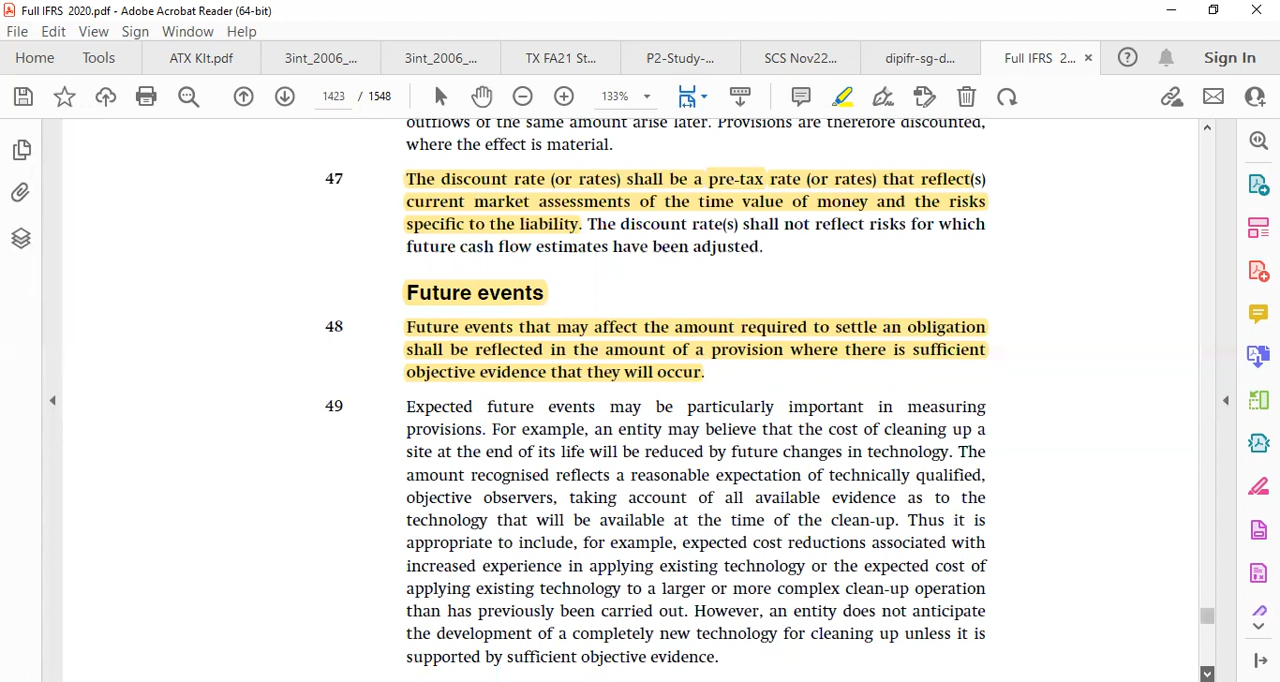 Full IFRS 2020.pdf - Adobe Acrobat Reader (64-bit)
File Edit View Sign Window Help
Home Tools ATX Klt.pdf 3int_2006_... 3int_2006_... TX FA21 St... P2-Study-... SCS Nov22... dipifr-sg-d... Full IFRS 2... × ? Sign In
1423 / 1548 133%
outflows of the same amount arise later. Provisions are therefore discounted,
where the effect is material.
47 The discount rate (or rates) shall be a pre-tax rate (or rates) that reflect(s)
current market assessments of the time value of money and the risks
specific to the liability. The discount rate(s) shall not reflect risks for which
future cash flow estimates have been adjusted.
Future events
48 Future events that may affect the amount required to settle an obligation
shall be reflected in the amount of a provision where there is sufficient
objective evidence that they will occur.
49 Expected future events may be particularly important in measuring
provisions. For example, an entity may believe that the cost of cleaning up a
site at the end of its life will be reduced by future changes in technology. The
amount recognised reflects a reasonable expectation of technically qualified,
objective observers, taking account of all available evidence as to the
technology that will be available at the time of the clean-up. Thus it is
appropriate to include, for example, expected cost reductions associated with
increased experience in applying existing technology or the expected cost of
applying existing technology to a larger or more complex clean-up operation
than has previously been carried out. However, an entity does not anticipate
the development of a completely new technology for cleaning up unless it is
supported by sufficient objective evidence.